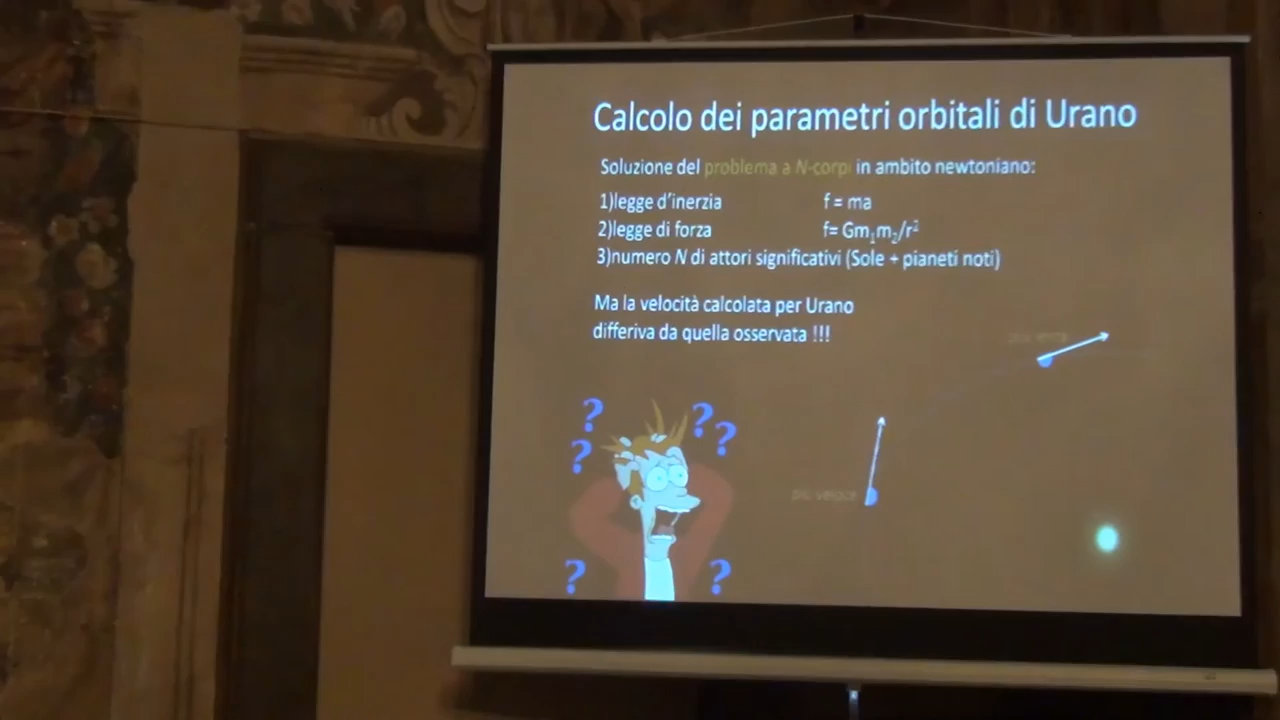 Calcolo dei parametri orbitali di Urano
Soluzione del problema a N-corpi in ambito newtoniano:
1)legge d'inerzia f = ma
2)legge di forza f= Gm₁m₂/r²
3)numero N di attori significativi (Sole + pianeti noti)
Ma la velocità calcolata per Urano
differiva da quella osservata !!!
? ? ? ?
più veloce
? ?